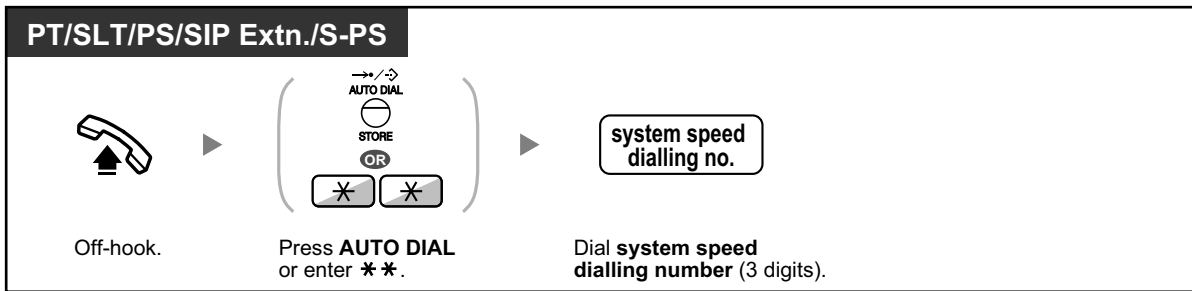 PT/SLT/PS/SIP Extn./S-PS
AUTO DIAL
STORE
OR
* *
system speed
dialling no.
Off-hook.
Press AUTO DIAL
or enter * *.
Dial system speed
dialling number (3 digits).